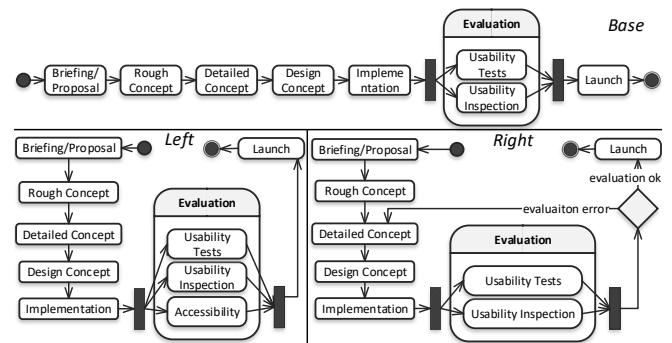 Base
Evaluation
Briefing/
Proposal
Rough
Concept
Detailed
Concept
Design
Concept
Impleme
ntation
Usability
Tests
Usability
Inspection
Launch
Left
Briefing/Proposal
Launch
Rough Concept
Evaluation
Detailed Concept
Usability
Tests
Design Concept
Usability
Inspection
Implementation
Accessibility
Right
Briefing/Proposal
Launch
evaluation ok
Rough Concept
evaluaiton error
Detailed Concept
Evaluation
Design Concept
Usability Tests
Implementation
Usability Inspection